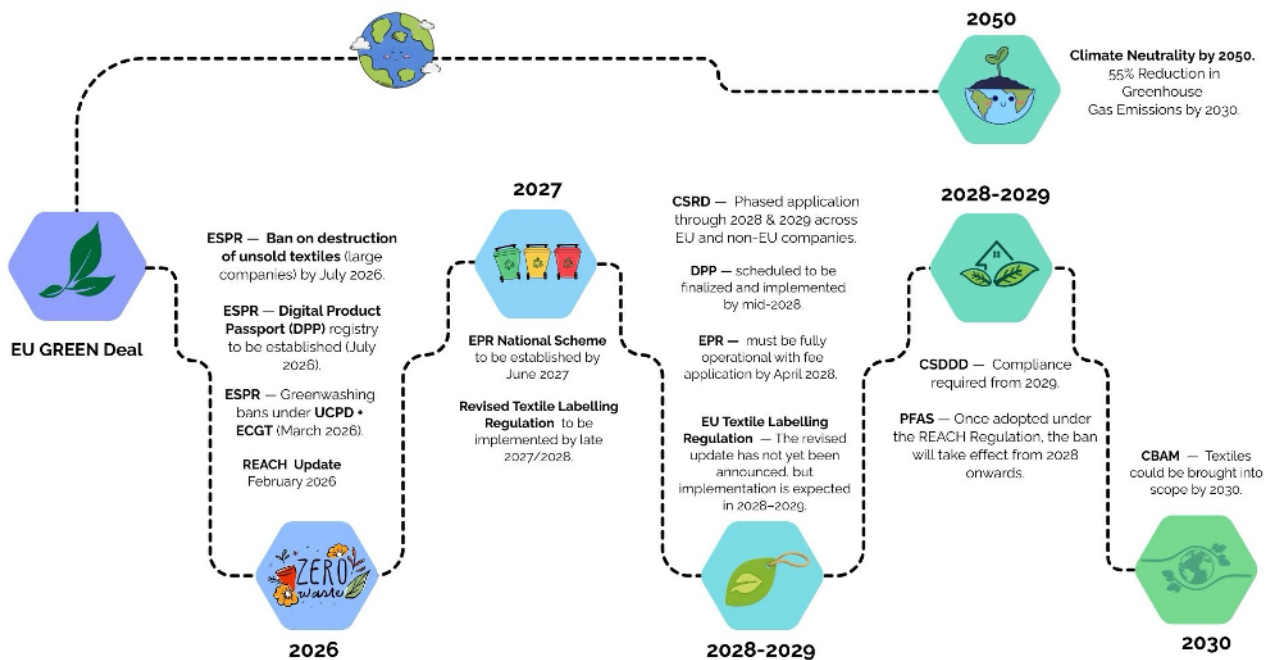 2050
Climate Neutrality by 2050.
55% Reduction in
Greenhouse
Gas Emissions by 2030.
EU GREEN Deal
ESPR — Ban on destruction
of unsold textiles (large
companies) by July 2026.
ESPR — Digital Product
Passport (DPP) registry
to be established (July
2026).
ESPR — Greenwashing
bans under UCPD +
ECGT (March 2026).
REACH Update
February 2026
ZERO
waste
2026
2027
EPR National Scheme
to be established by
June 2027
Revised Textile Labelling
Regulation to be
implemented by late
2027/2028.
CSRD — Phased application
through 2028 & 2029 across
EU and non-EU companies.
DPP — scheduled to be
finalized and implemented
by mid-2028.
EPR — must be fully
operational with fee
application by April 2028.
EU Textile Labelling
Regulation — The revised
update has not yet been
announced, but
implementation is expected
in 2028–2029.
2028-2029
2028-2029
CSDDD — Compliance
required from 2029.
PFAS — Once adopted under
the REACH Regulation, the ban
will take effect from 2028
onwards.
CBAM — Textiles
could be brought into
scope by 2030.
2030